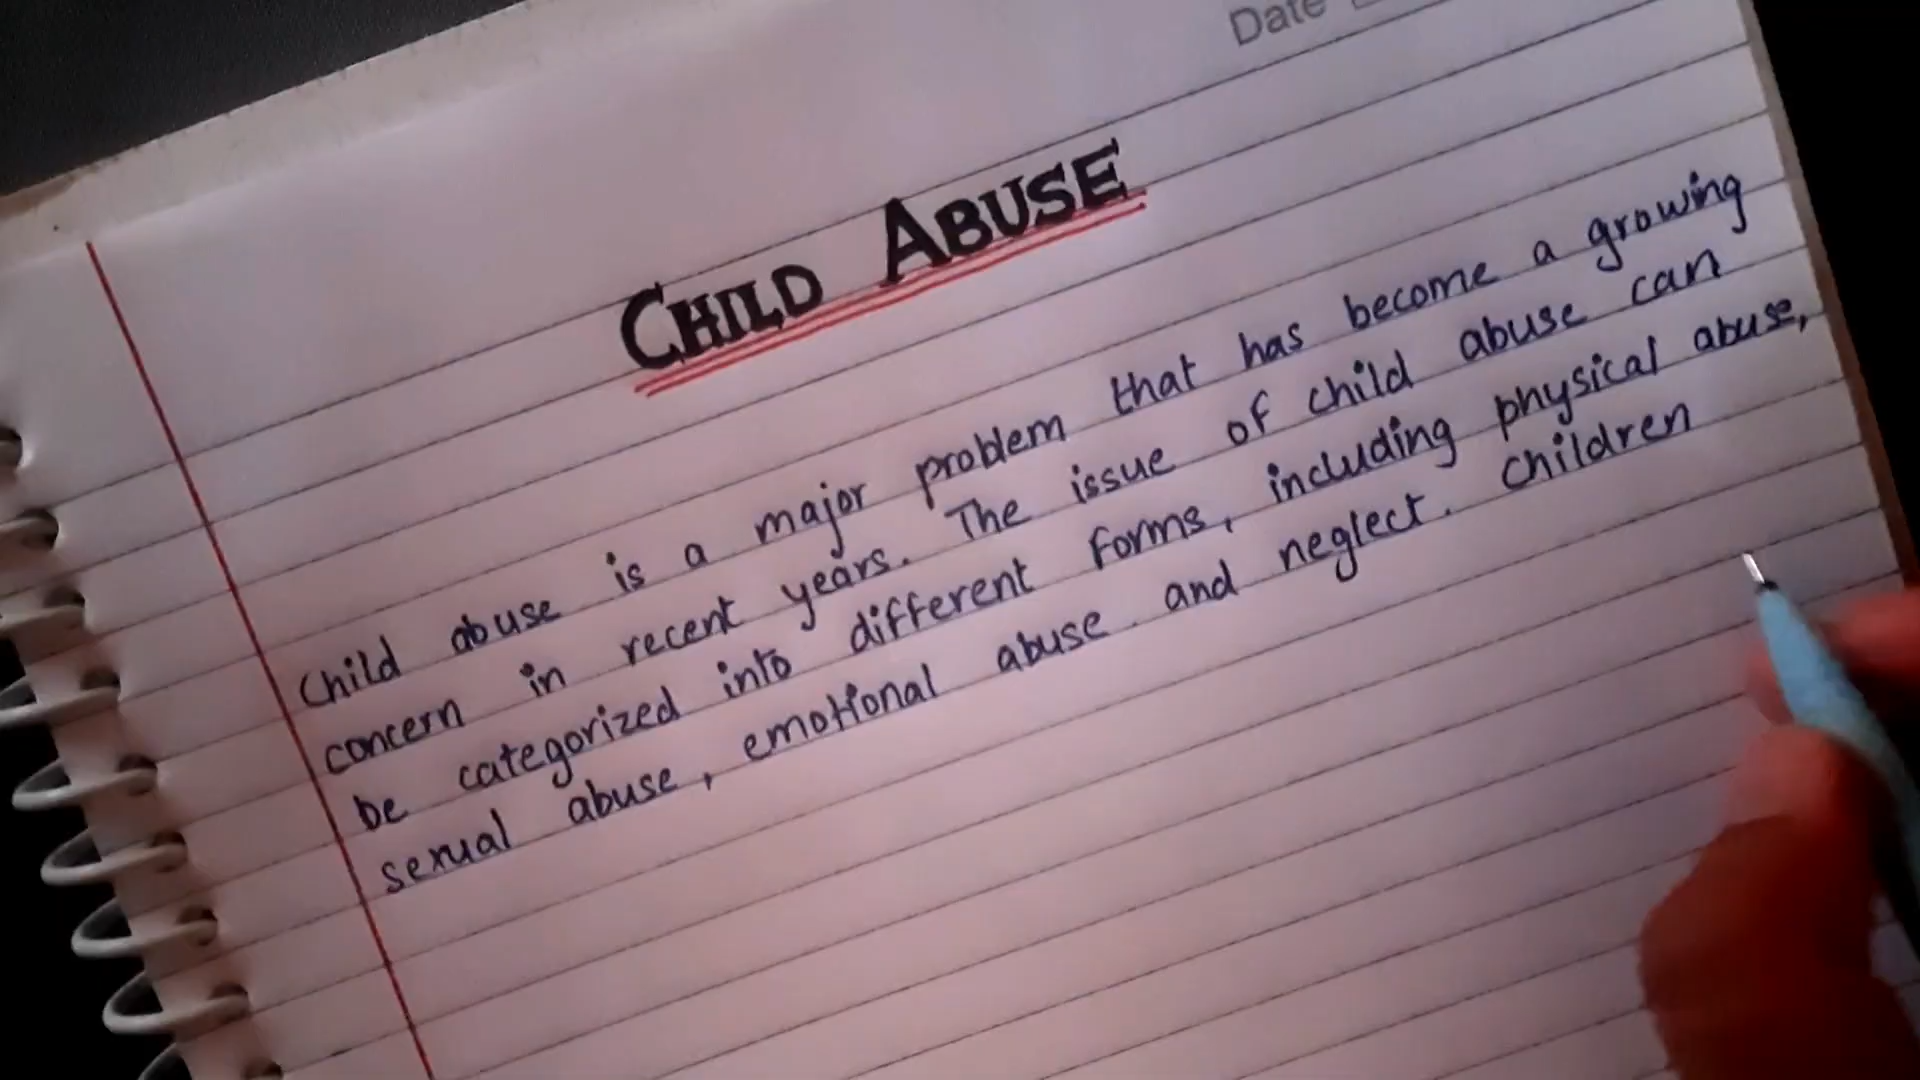 Date
CHILD ABUSE
Child abuse is a major problem that has become a growing
concern in recent years. The issue of child abuse can
be categorized into different forms, including physical abuse,
sexual abuse, emotional abuse and neglect. Children